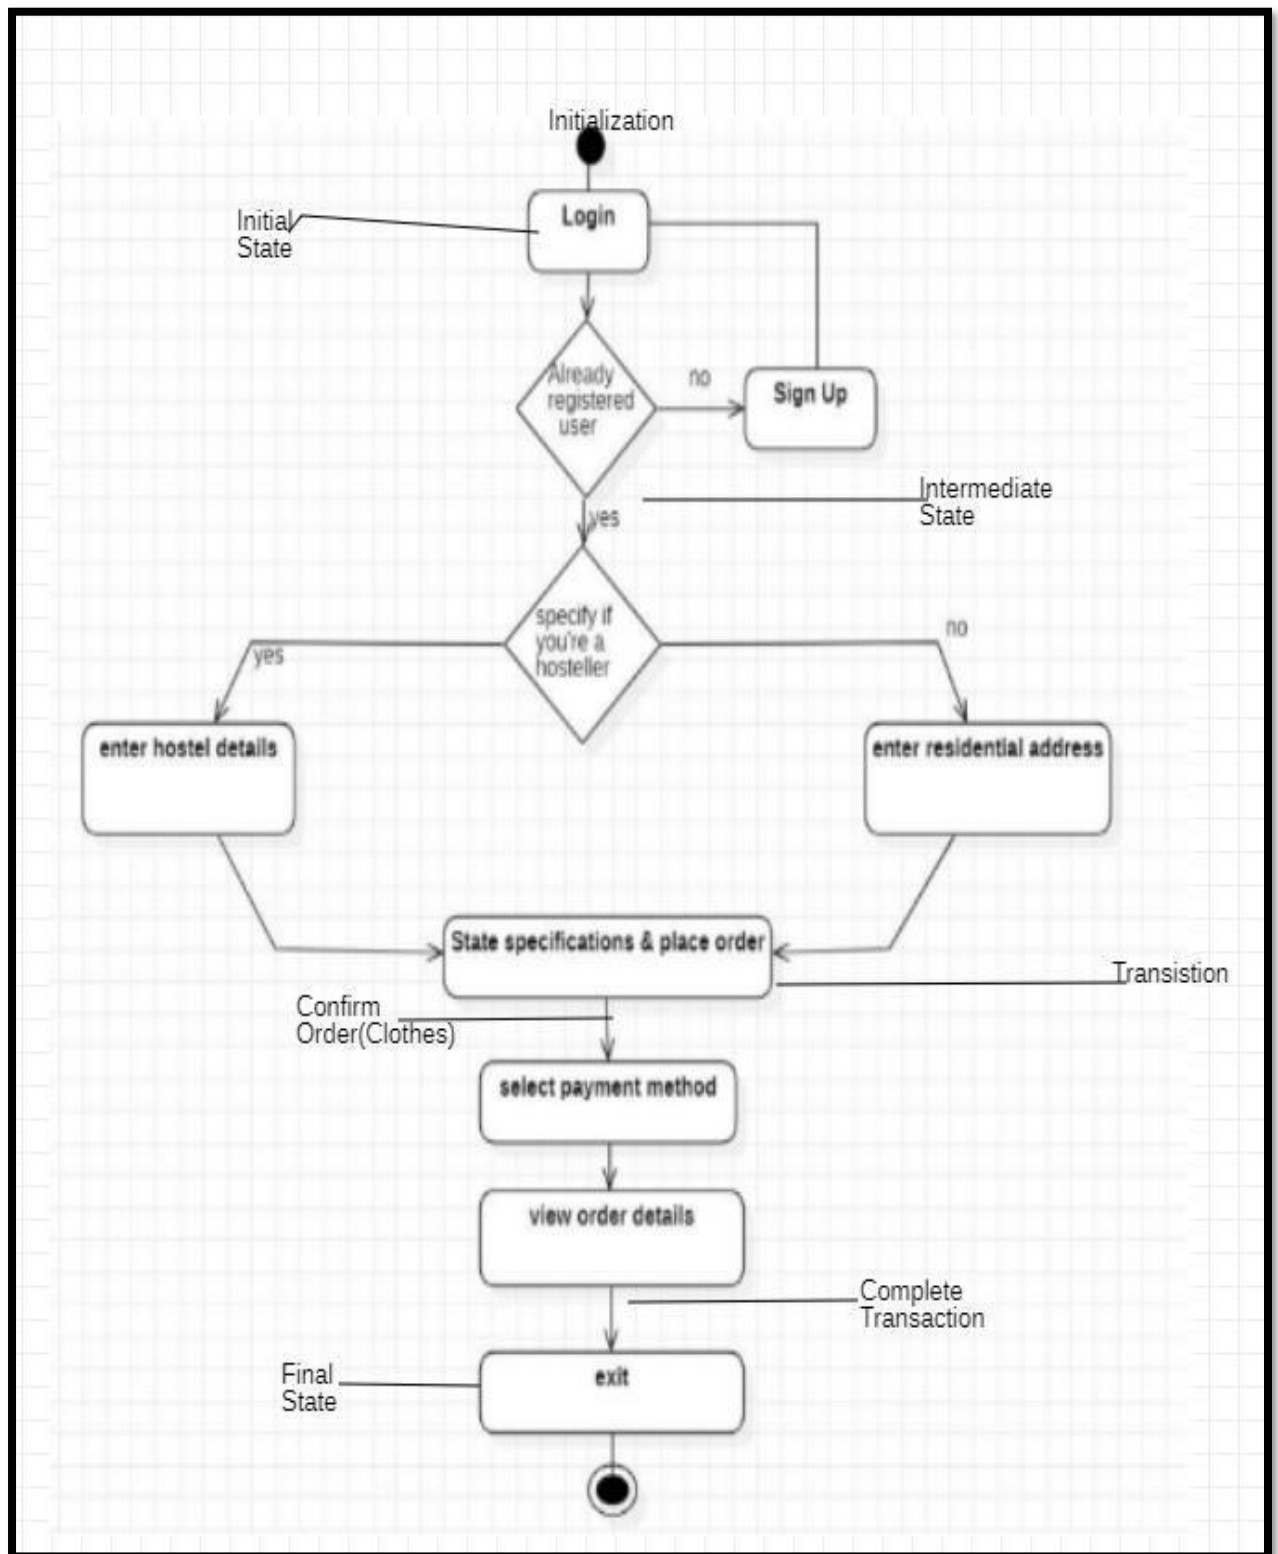 Initialization
Login
Initial
State
Already
registered
user
no
Sign Up
Intermediate
State
yes
specify if
you're a
hosteller
yes
no
enter hostel details
enter residential address
State specifications & place order
Transistion
Confirm
Order(Clothes)
select payment method
view order details
Complete
Transaction
Final
State
exit